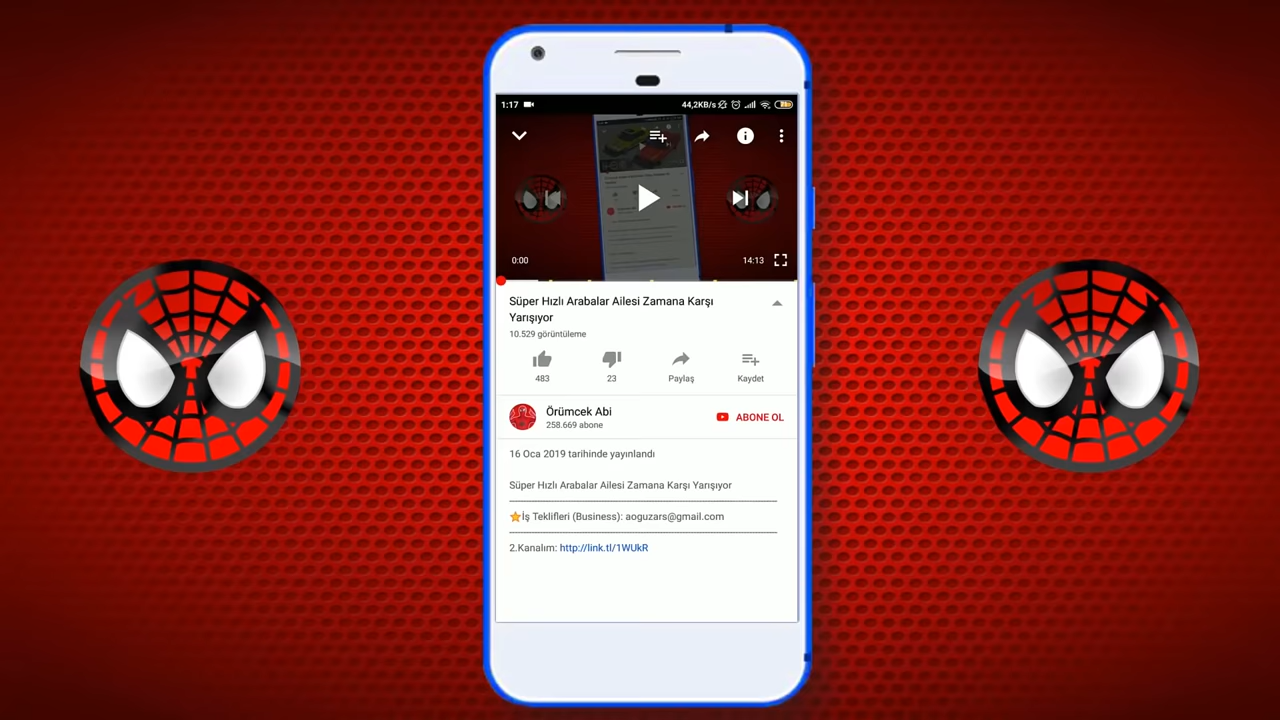 1:17
44,2KB/s
0:00
14:13
Süper Hızlı Arabalar Ailesi Zamana Karşı
Yarışıyor
10.529 görüntüleme
483
23
Paylaş
Kaydet
Örümcek Abi
258.669 abone
ABONE OL
16 Oca 2019 tarihinde yayınlandı
Süper Hızlı Arabalar Ailesi Zamana Karşı Yarışıyor
⭐İş Teklifleri (Business): aoguzars@gmail.com
2.Kanalım: http://link.tl/1WUkR